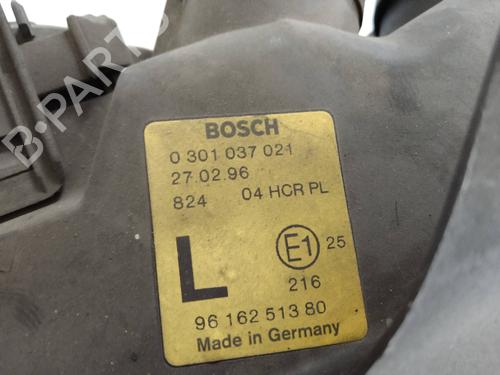 B-PARTS
BOSCH
0 301 037 021
27.02.96
824 04 HCR PL
L E1 25
216
96 162 513 80
Made in Germany